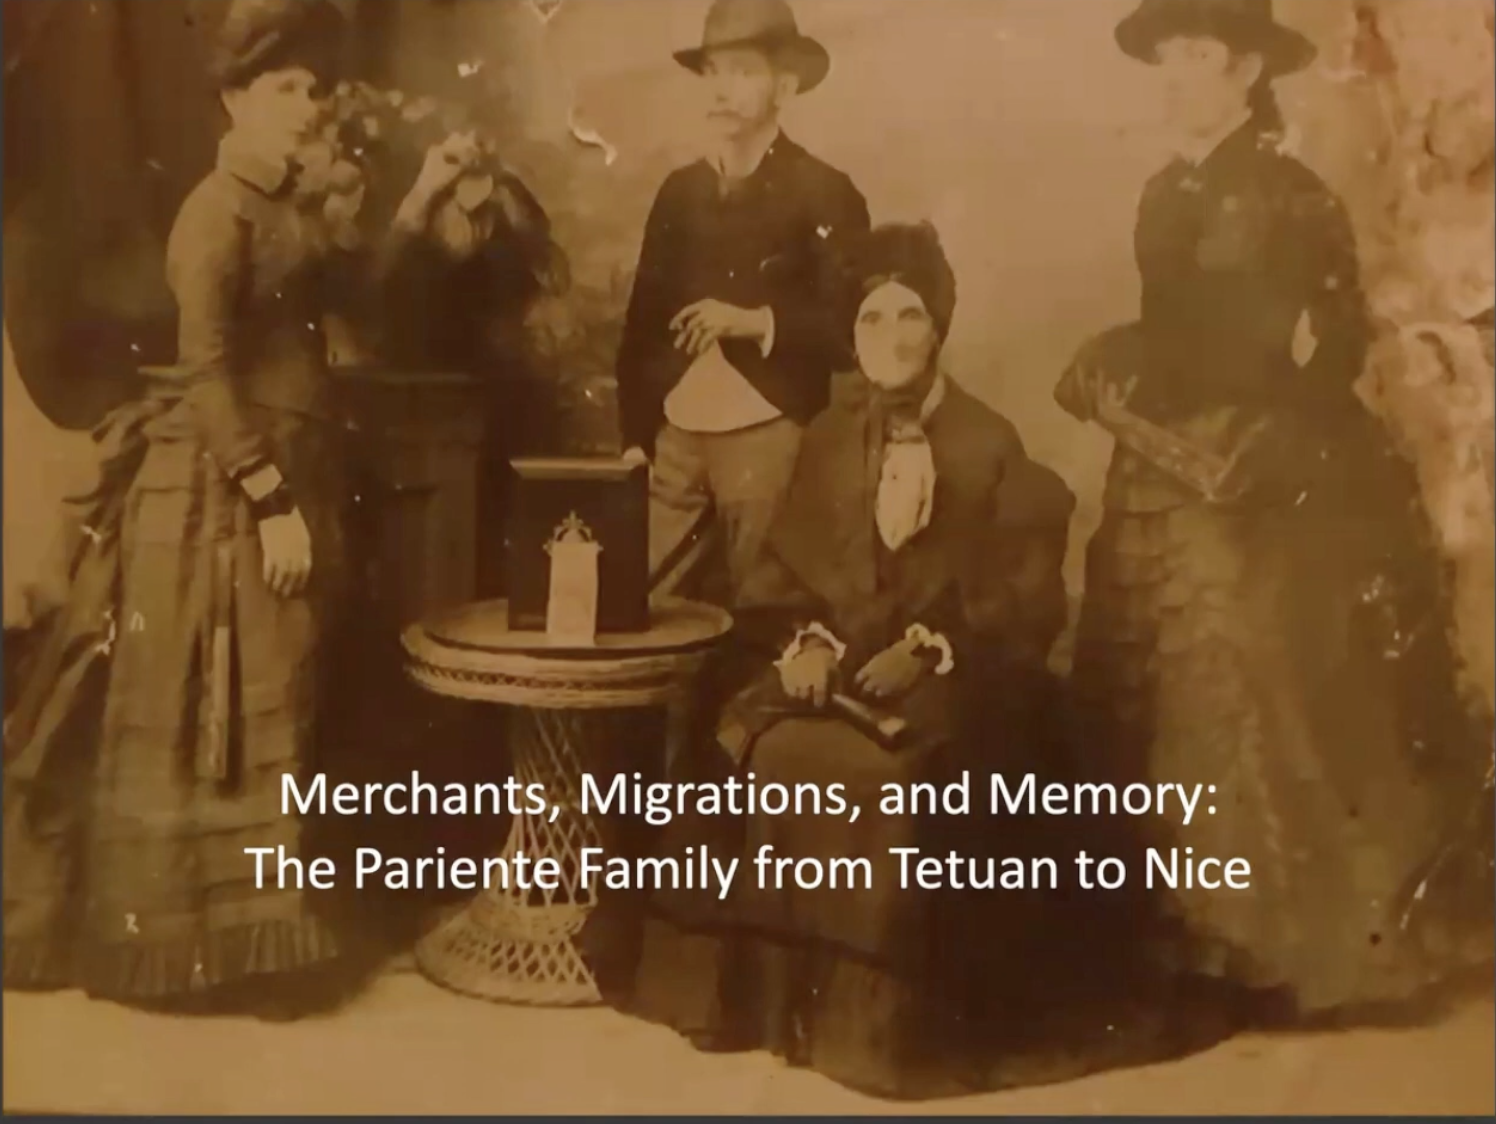 Merchants, Migrations, and Memory:
The Pariente Family from Tetuan to Nice